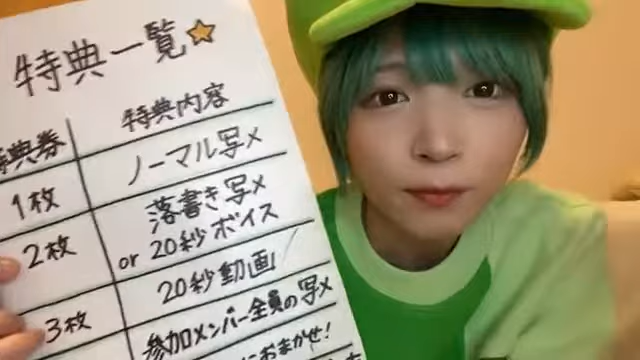 特典一覧☆
特典券 特典内容
1枚 ノーマル写メ
2枚 落書き写メ
or 20秒ボイス
3枚 20秒動画
参加メンバー全員の写メ
におまかせ!